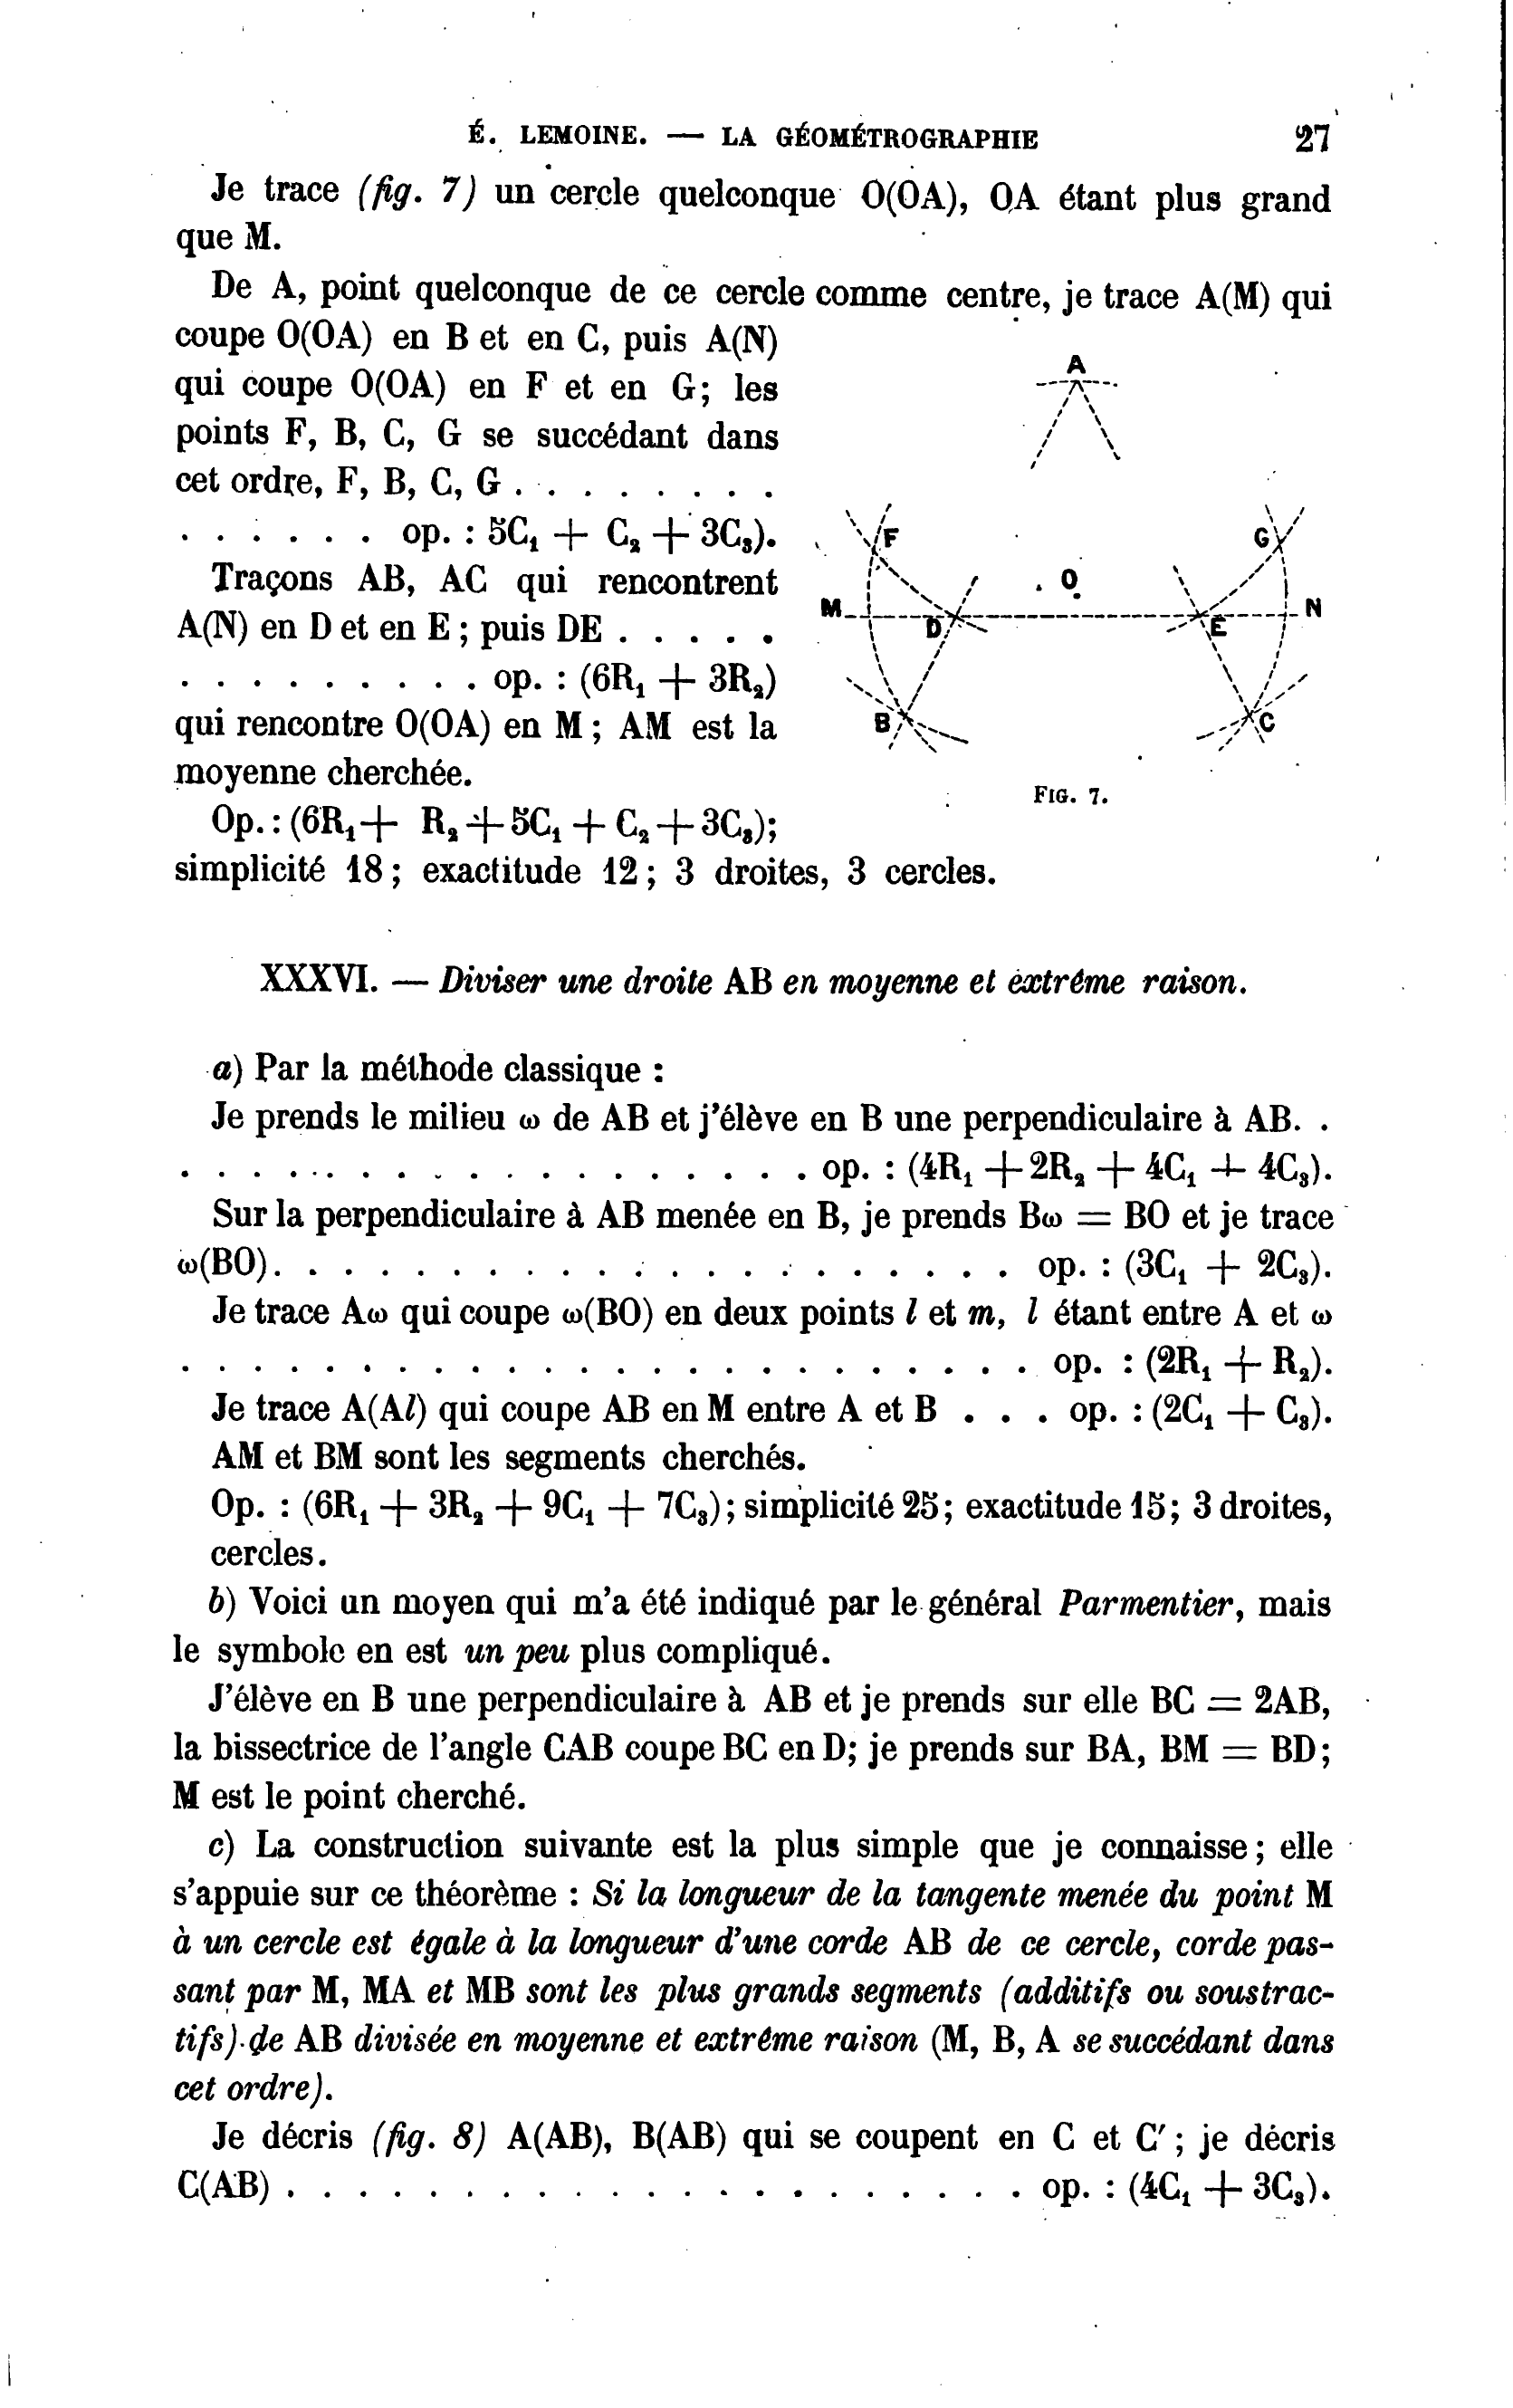 É. LEMOINE. — LA GÉOMÉTROGRAPHIE 27
Je trace (fig. 7) un cercle quelconque O(OA), OA étant plus grand
que M.
De A, point quelconque de ce cercle comme centre, je trace A(M) qui
coupe O(OA) en B et en C, puis A(N)
qui coupe O(OA) en F et en G; les
points F, B, C, G se succédant dans
cet ordre, F, B, C, G . . . . . . . .
. . . . . . op. : 5C₁ + C₂ + 3C₃).
Traçons AB, AC qui rencontrent
A(N) en D et en E ; puis DE . . . . .
. . . . . . . . . op. : (6R₁ + 3R₂)
qui rencontre O(OA) en M ; AM est la
moyenne cherchée.
Op. : (6R₁ + R₂ + 5C₁ + C₂ + 3C₃);
A
F
G
O
M
D
E
N
B
C
FIG. 7.
simplicité 18 ; exactitude 12 ; 3 droites, 3 cercles.
XXXVI. — Diviser une droite AB en moyenne et extrême raison.
a) Par la méthode classique :
Je prends le milieu ω de AB et j'élève en B une perpendiculaire à AB. .
. . . . . . . . . . . . . . . . . . op. : (4R₁ + 2R₂ + 4C₁ + 4C₃).
Sur la perpendiculaire à AB menée en B, je prends Bω = BO et je trace
ω(BO). . . . . . . . . . . . . . . . . . . . . op. : (3C₁ + 2C₃).
Je trace Aω qui coupe ω(BO) en deux points l et m, l étant entre A et ω
. . . . . . . . . . . . . . . . . . . . . . . . op. : (2R₁ + R₂).
Je trace A(Al) qui coupe AB en M entre A et B . . . op. : (2C₁ + C₃).
AM et BM sont les segments cherchés.
Op. : (6R₁ + 3R₂ + 9C₁ + 7C₃) ; simplicité 25 ; exactitude 15 ; 3 droites,
cercles.
b) Voici un moyen qui m'a été indiqué par le général Parmentier, mais
le symbole en est un peu plus compliqué.
J'élève en B une perpendiculaire à AB et je prends sur elle BC = 2AB,
la bissectrice de l'angle CAB coupe BC en D; je prends sur BA, BM = BD;
M est le point cherché.
c) La construction suivante est la plus simple que je connaisse ; elle
s'appuie sur ce théorème : Si la longueur de la tangente menée du point M
à un cercle est égale à la longueur d'une corde AB de ce cercle, corde pas-
sant par M, MA et MB sont les plus grands segments (additifs ou soustrac-
tifs) de AB divisée en moyenne et extrême raison (M, B, A se succédant dans
cet ordre).
Je décris (fig. 8) A(AB), B(AB) qui se coupent en C et C' ; je décris
C(AB) . . . . . . . . . . . . . . . . . . . . . op. : (4C₁ + 3C₃).